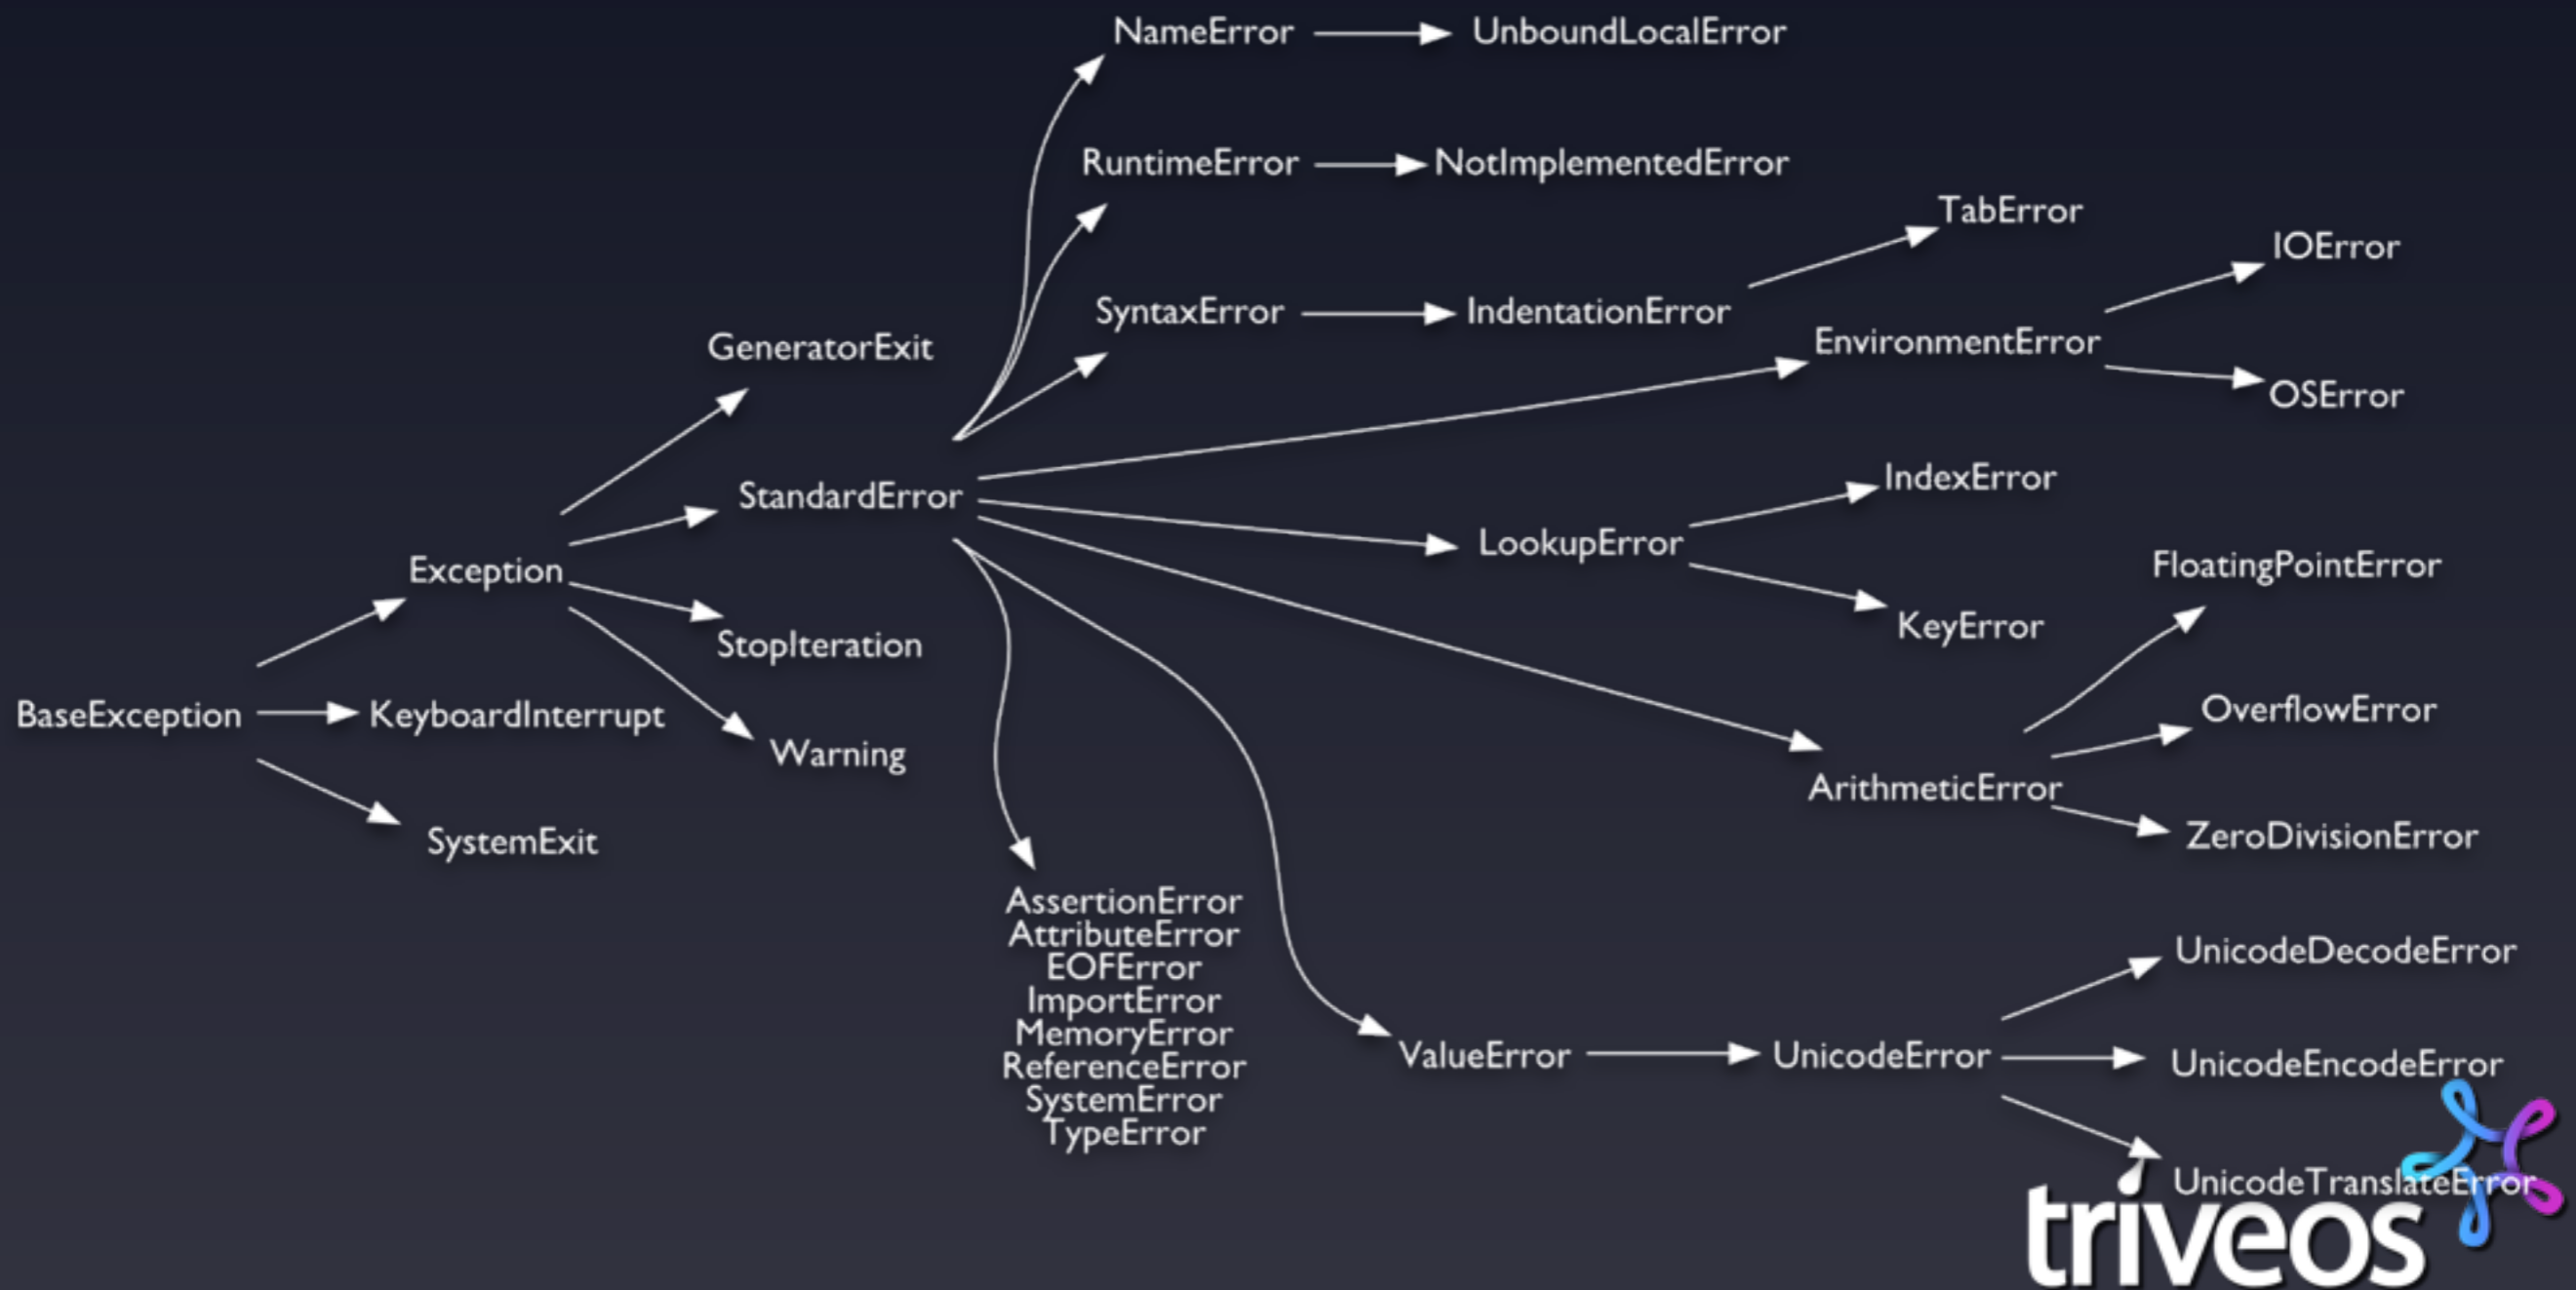 NameError
UnboundLocalError
RuntimeError
NotImplementedError
TabError
IOError
SyntaxError
IndentationError
EnvironmentError
GeneratorExit
OSError
IndexError
StandardError
LookupError
FloatingPointError
Exception
KeyError
StopIteration
BaseException
KeyboardInterrupt
OverflowError
Warning
ArithmeticError
SystemExit
ZeroDivisionError
AssertionError
AttributeError
EOFError
ImportError
MemoryError
ReferenceError
SystemError
TypeError
UnicodeDecodeError
ValueError
UnicodeError
UnicodeEncodeError
UnicodeTranslateError
triveos